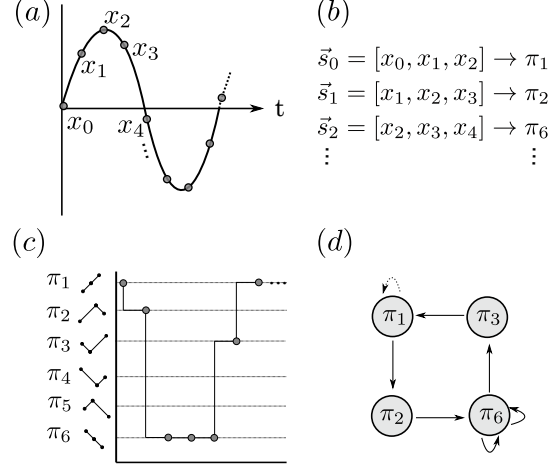 (a)
x₂
x₃
x₁
t
x₀
x₄
(b)
s⃗₀ = [x₀, x₁, x₂] → π₁
s⃗₁ = [x₁, x₂, x₃] → π₂
s⃗₂ = [x₂, x₃, x₄] → π₆
⋮ ⋮
(c)
π₁
π₂
π₃
π₄
π₅
π₆
(d)
π₁ π₃
π₂ π₆